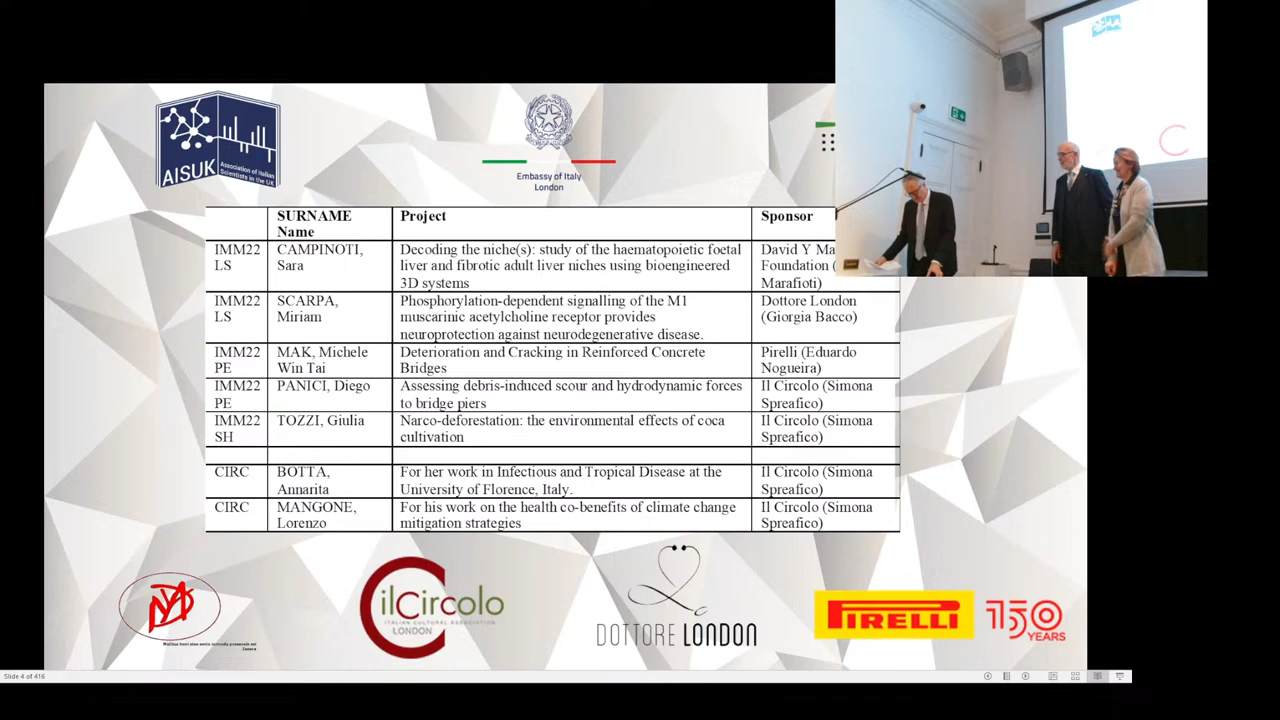 AISUK
Association of Italian
Scientists in the UK
Embassy of Italy
London
SURNAME
Name
Project
Sponsor
IMM22
LS
CAMPINOTI,
Sara
Decoding the niche(s): study of the haematopoietic foetal
liver and fibrotic adult liver niches using bioengineered
3D systems
David Y Ma
Foundation (
Marafioti)
IMM22
LS
SCARPA,
Miriam
Phosphorylation-dependent signalling of the M1
muscarinic acetylcholine receptor provides
neuroprotection against neurodegenerative disease.
Dottore London
(Giorgia Bacco)
IMM22
PE
MAK, Michele
Win Tai
Deterioration and Cracking in Reinforced Concrete
Bridges
Pirelli (Eduardo
Nogueira)
IMM22
PE
PANICI, Diego
Assessing debris-induced scour and hydrodynamic forces
to bridge piers
Il Circolo (Simona
Spreafico)
IMM22
SH
TOZZI, Giulia
Narco-deforestation: the environmental effects of coca
cultivation
Il Circolo (Simona
Spreafico)
CIRC
BOTTA,
Annarita
For her work in Infectious and Tropical Disease at the
University of Florence, Italy.
Il Circolo (Simona
Spreafico)
CIRC
MANGONE,
Lorenzo
For his work on the health co-benefits of climate change
mitigation strategies
Il Circolo (Simona
Spreafico)
ilCircolo
ITALIAN CULTURAL ASSOCIATION
LONDON
DOTTORE LONDON
PIRELLI
150
YEARS
Slide 4 of 416